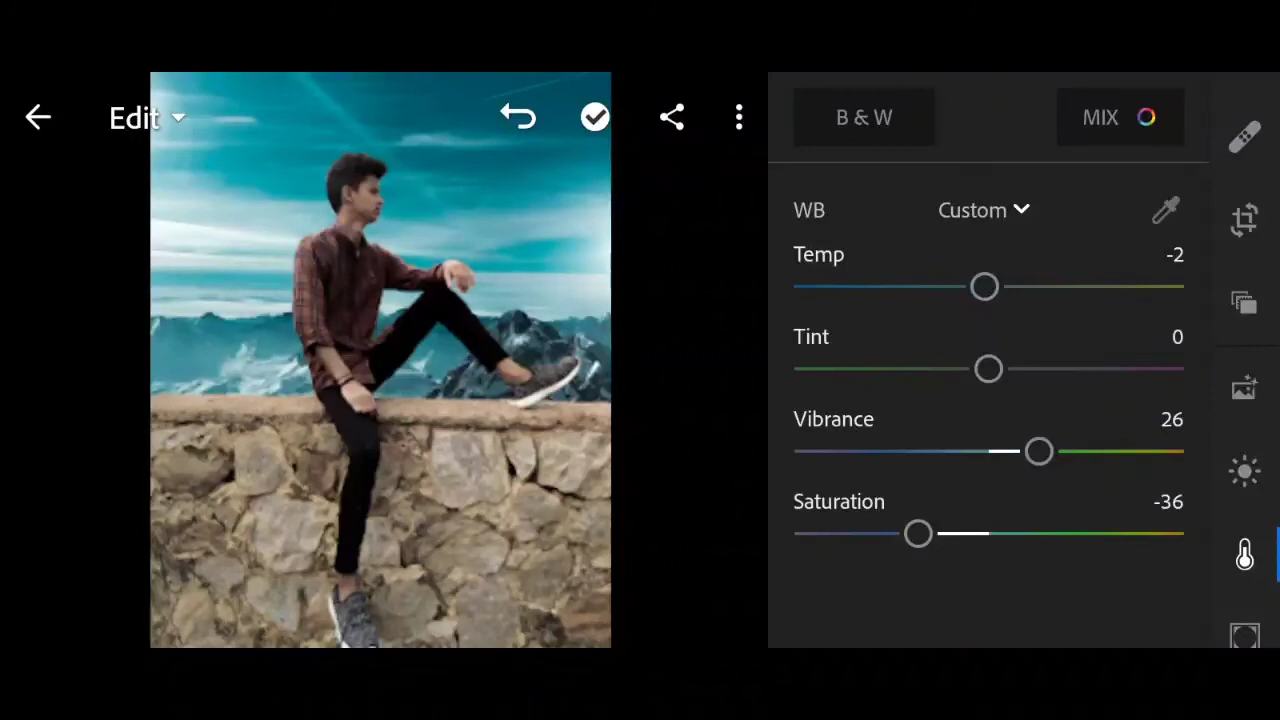 Edit
B & W
MIX
WB
Custom
Temp
-2
Tint
0
Vibrance
26
Saturation
-36